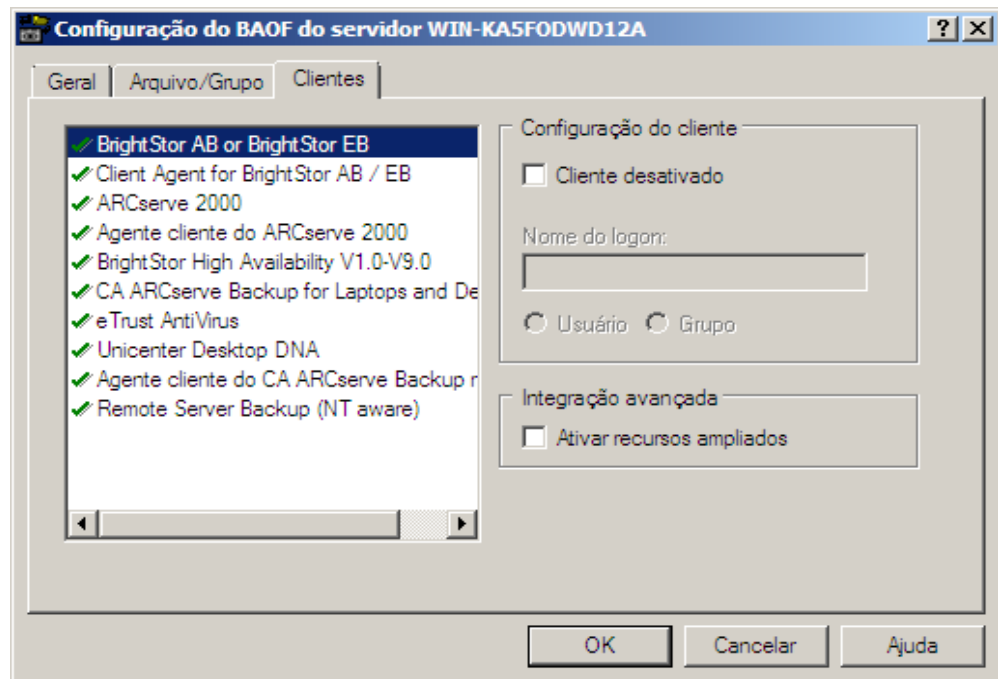 Configuração do BAOF do servidor WIN-KA5FODWD12A
Geral
Arquivo/Grupo
Clientes
BrightStor AB or BrightStor EB
Client Agent for BrightStor AB / EB
ARCserve 2000
Agente cliente do ARCserve 2000
BrightStor High Availability V1.0-V9.0
CA ARCserve Backup for Laptops and De
eTrust AntiVirus
Unicenter Desktop DNA
Agente cliente do CA ARCserve Backup r
Remote Server Backup (NT aware)
Configuração do cliente
Cliente desativado
Nome do logon:
Usuário
Grupo
Integração avançada
Ativar recursos ampliados
OK
Cancelar
Ajuda